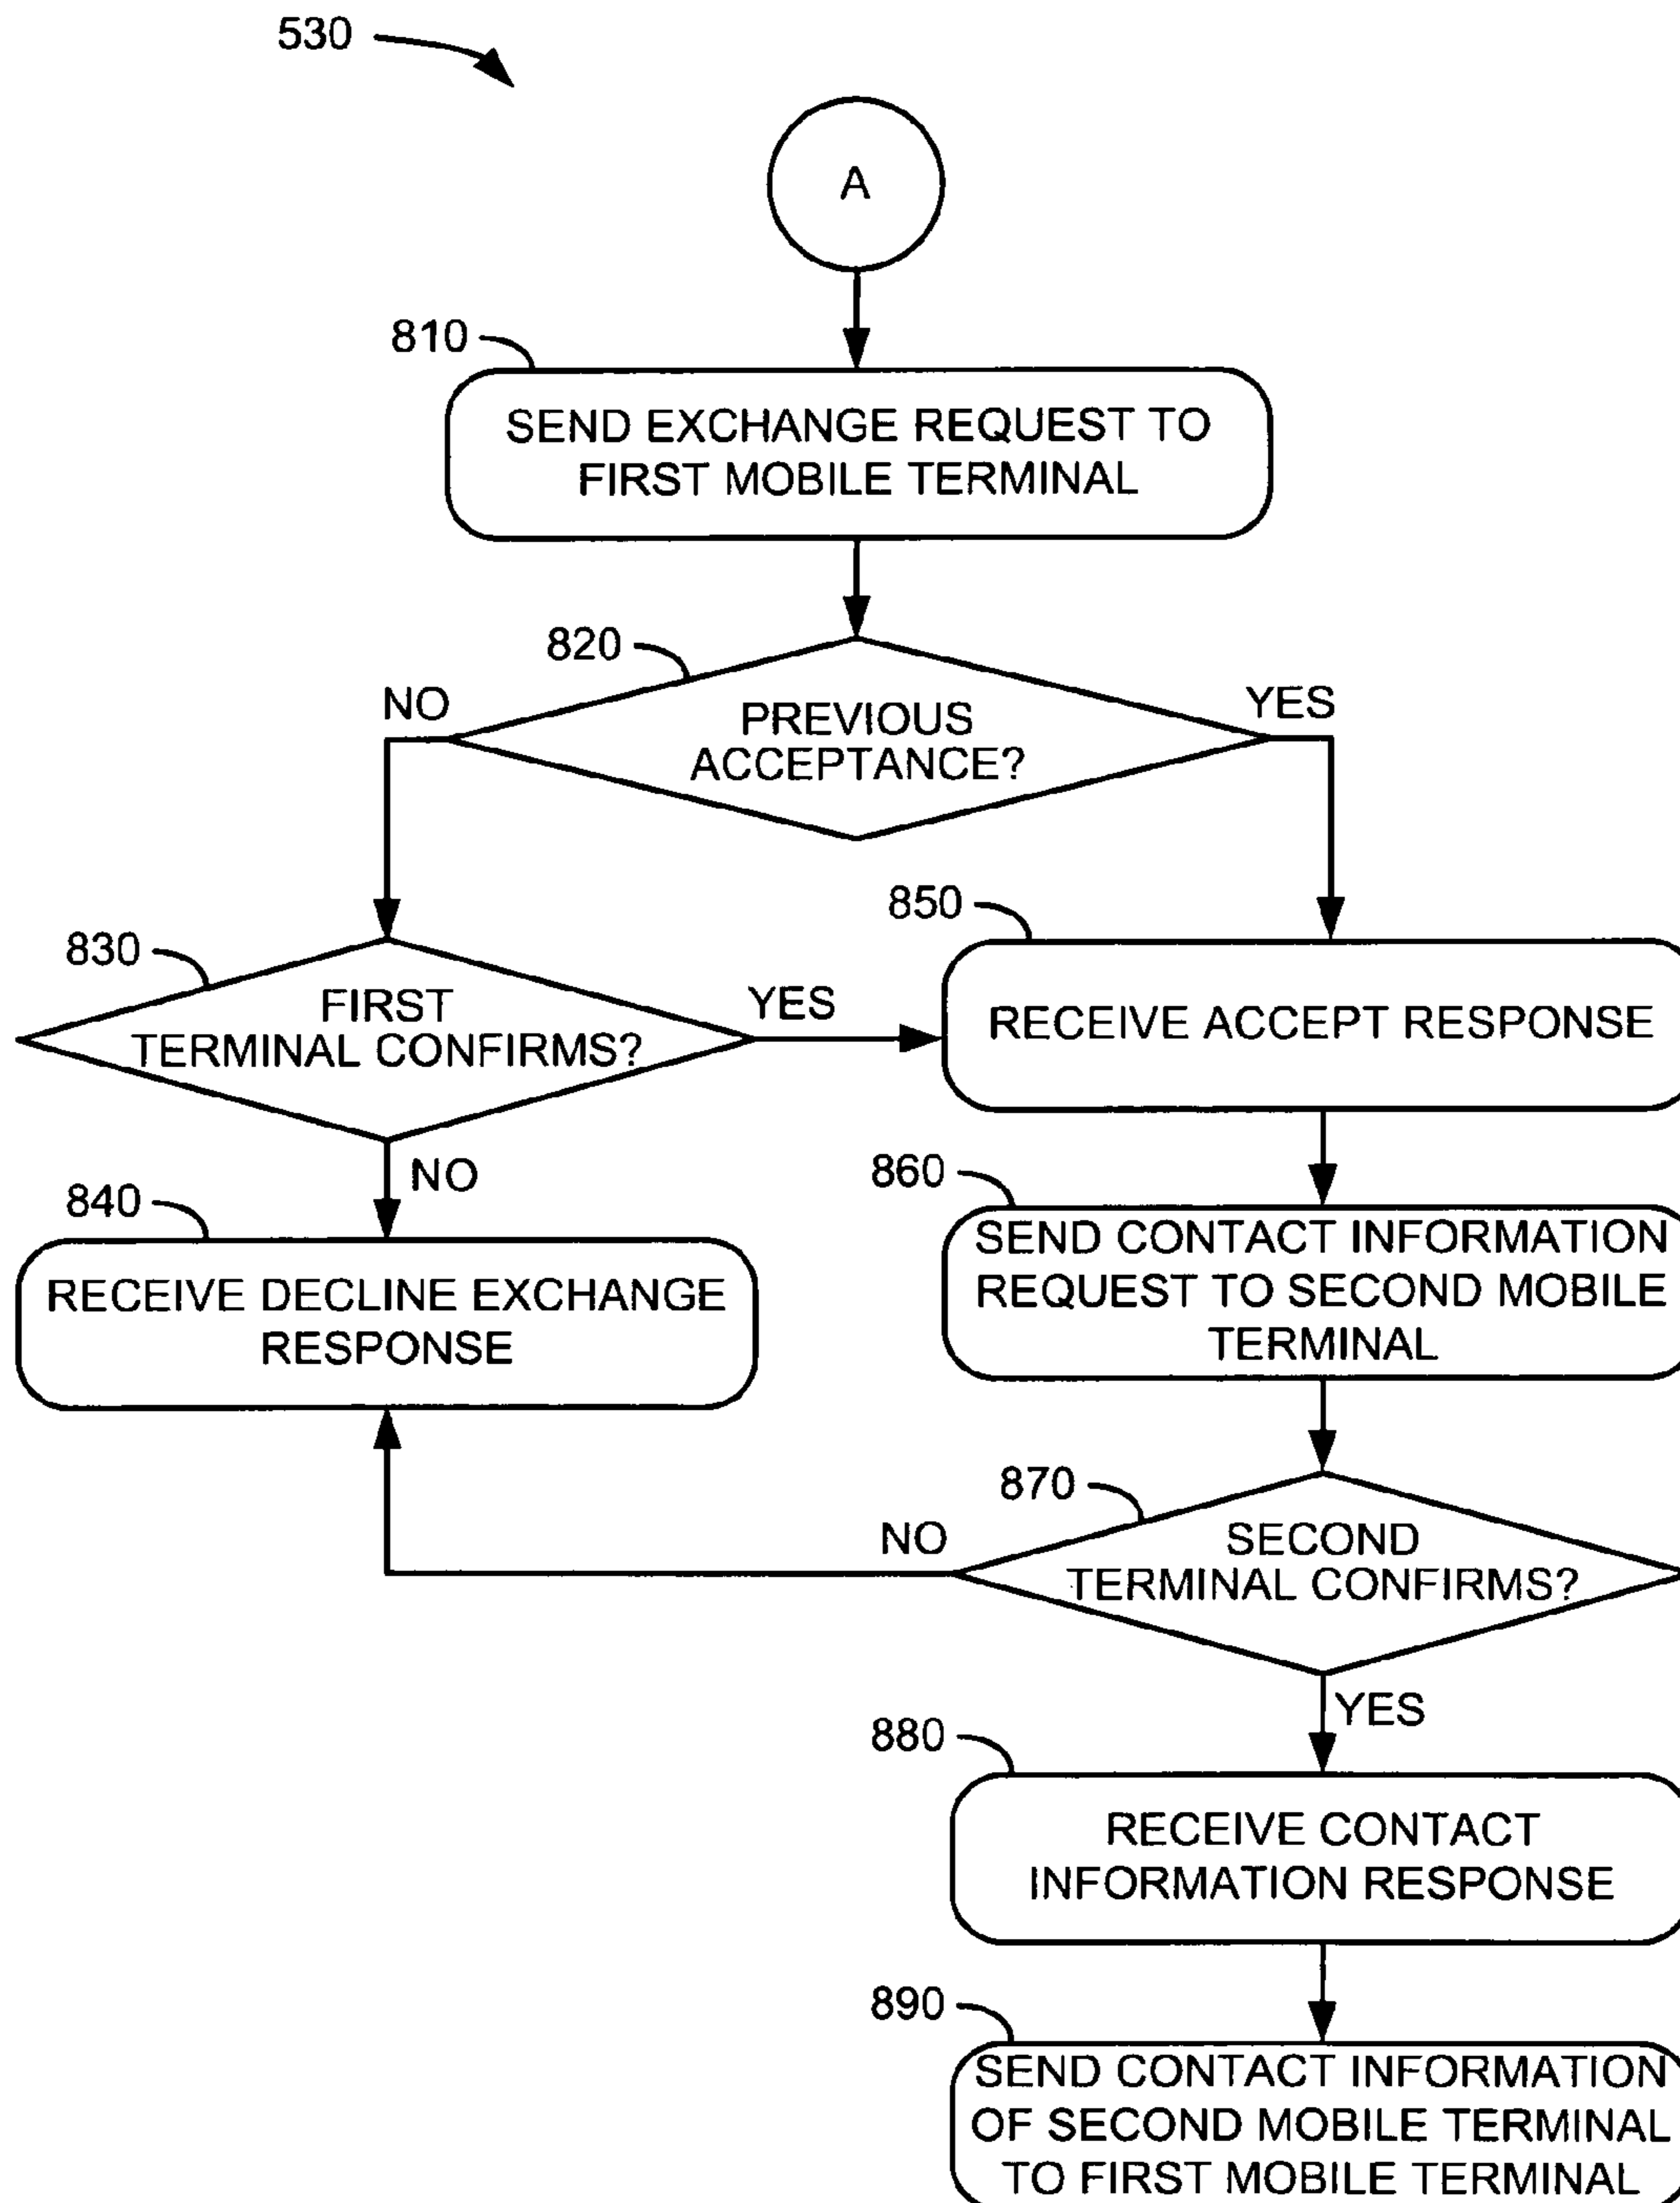 530
A
810
SEND EXCHANGE REQUEST TO
FIRST MOBILE TERMINAL
820
NO
YES
PREVIOUS
ACCEPTANCE?
830
FIRST
TERMINAL CONFIRMS?
YES
850
RECEIVE ACCEPT RESPONSE
NO
840
RECEIVE DECLINE EXCHANGE
RESPONSE
860
SEND CONTACT INFORMATION
REQUEST TO SECOND MOBILE
TERMINAL
870
NO
SECOND
TERMINAL CONFIRMS?
YES
880
RECEIVE CONTACT
INFORMATION RESPONSE
890
SEND CONTACT INFORMATION
OF SECOND MOBILE TERMINAL
TO FIRST MOBILE TERMINAL